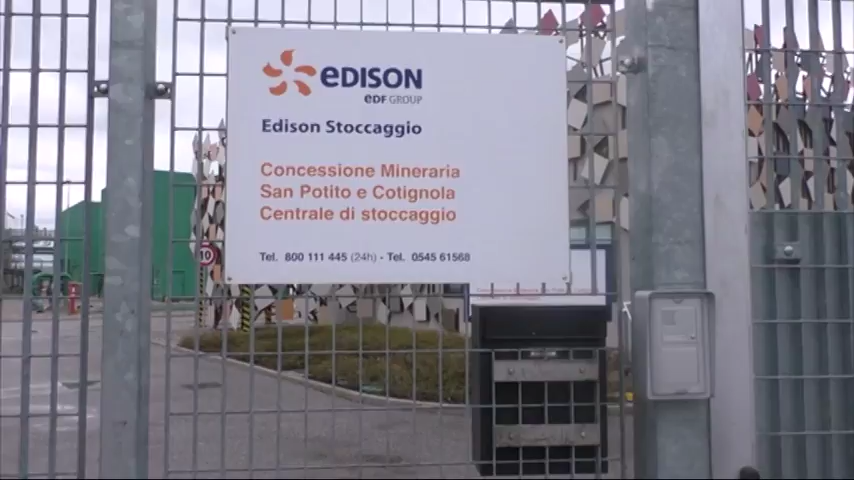 eDISON
eDF GROUP
Edison Stoccaggio
Concessione Mineraria
San Potito e Cotignola
Centrale di stoccaggio
Tel. 800 111 445 (24h) - Tel. 0545 61568
10